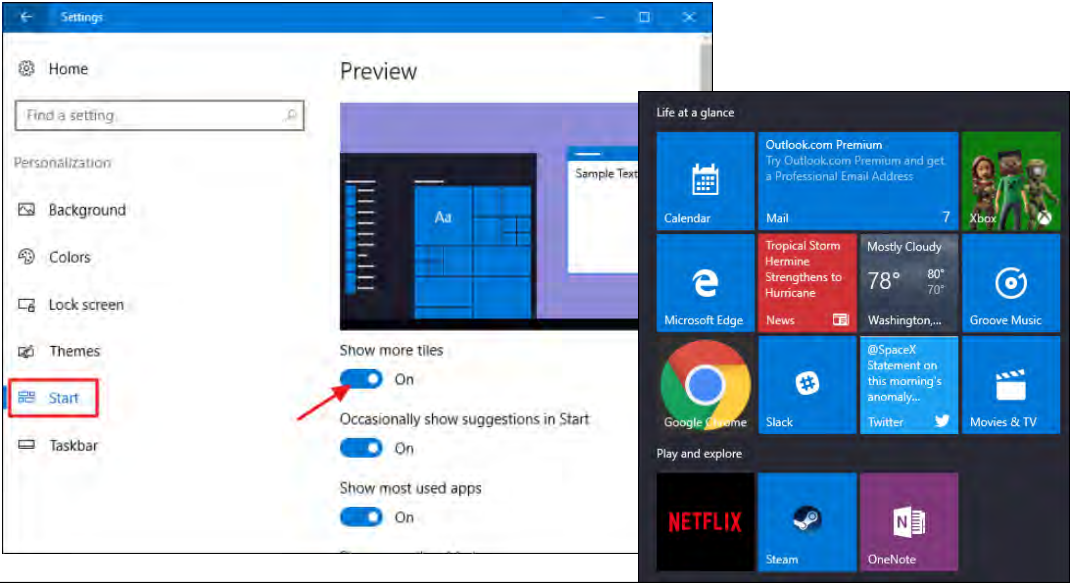 Settings
Home
Find a setting
Personalization
Background
Colors
Lock screen
Themes
Start
Taskbar
Preview
Sample Text
Aa
Show more tiles
On
Occasionally show suggestions in Start
On
Show most used apps
On
Life at a glance
Calendar
Outlook.com Premium
Try Outlook.com Premium and get
a Professional Email Address
Mail 7
Xbox
Microsoft Edge
Tropical Storm
Hermine
Strengthens to
Hurricane
News
Mostly Cloudy
78° 80°
70°
Washington,...
Groove Music
Google Chrome
Slack
@SpaceX
Statement on
this morning's
anomaly...
Twitter
Movies & TV
Play and explore
NETFLIX
Steam
N
OneNote